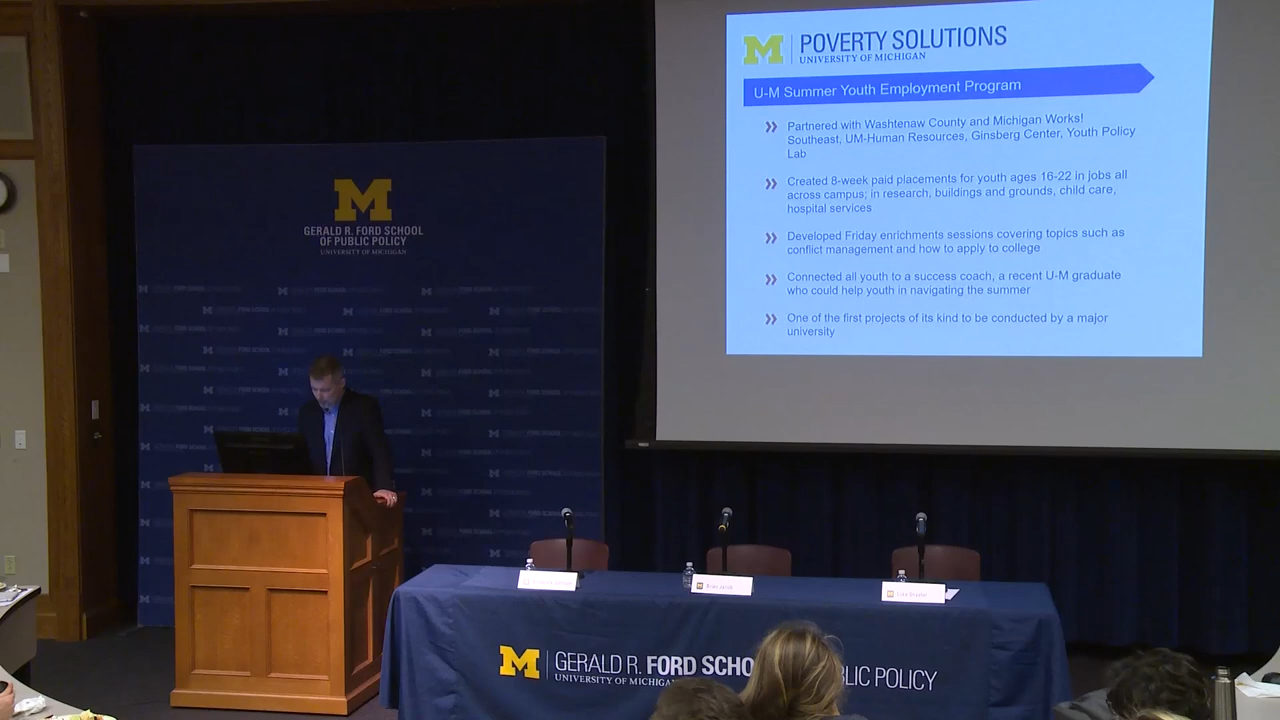 M
POVERTY SOLUTIONS
UNIVERSITY OF MICHIGAN
U-M Summer Youth Employment Program
Partnered with Washtenaw County and Michigan Works!
Southeast, UM-Human Resources, Ginsberg Center, Youth Policy
Lab
Created 8-week paid placements for youth ages 16-22 in jobs all
across campus; in research, buildings and grounds, child care,
hospital services
Developed Friday enrichments sessions covering topics such as
conflict management and how to apply to college
Connected all youth to a success coach, a recent U-M graduate
who could help youth in navigating the summer
One of the first projects of its kind to be conducted by a major
university
M
GERALD R. FORD SCHOOL
OF PUBLIC POLICY
UNIVERSITY OF MICHIGAN
Brian Jacob
Luke Shaefer
M
GERALD R. FORD SCHO
BLIC POLICY
UNIVERSITY OF MICHIGAN